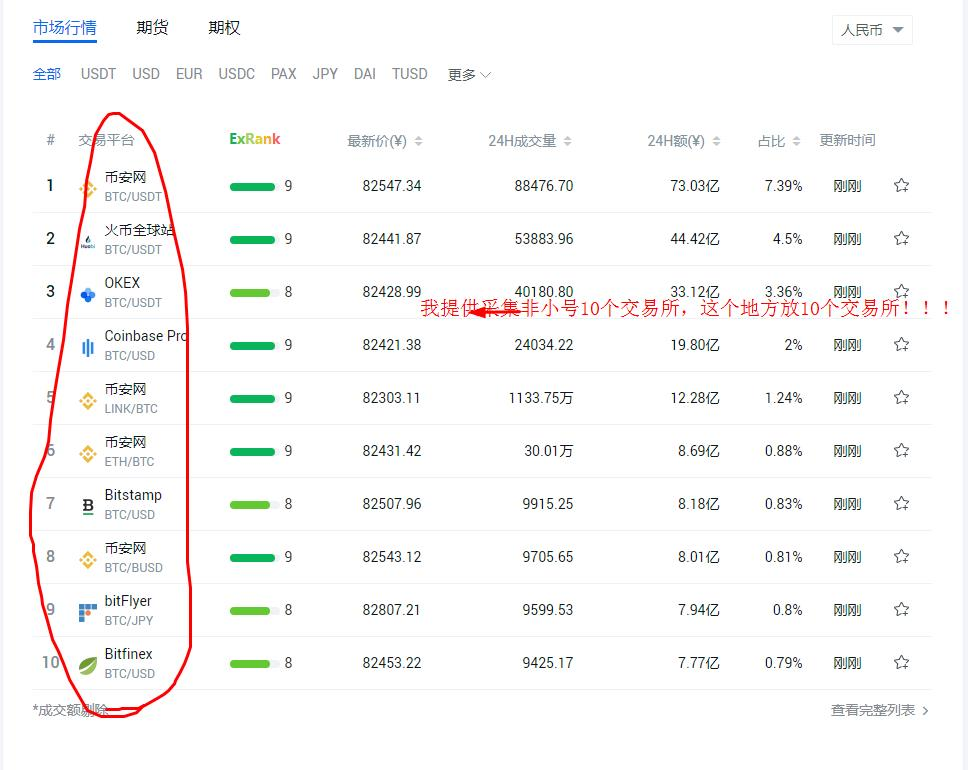 市场行情 期货 期权 人民币
全部 USDT USD EUR USDC PAX JPY DAI TUSD 更多
# 交易平台 ExRank 最新价(¥) 24H成交量 24H额(¥) 占比 更新时间
1 币安网 9 82547.34 88476.70 73.03亿 7.39% 刚刚
BTC/USDT
2 火币全球站 9 82441.87 53883.96 44.42亿 4.5% 刚刚
BTC/USDT
3 OKEX 8 82428.99 40180.80 33.12亿 3.36% 刚刚
BTC/USDT
我提供采集非小号10个交易所，这个地方放10个交易所！！！
4 Coinbase Pro 9 82421.38 24034.22 19.80亿 2% 刚刚
BTC/USD
5 币安网 9 82303.11 1133.75万 12.28亿 1.24% 刚刚
LINK/BTC
6 币安网 9 82431.42 30.01万 8.69亿 0.88% 刚刚
ETH/BTC
7 Bitstamp 8 82507.96 9915.25 8.18亿 0.83% 刚刚
BTC/USD
8 币安网 9 82543.12 9705.65 8.01亿 0.81% 刚刚
BTC/BUSD
9 bitFlyer 8 82807.21 9599.53 7.94亿 0.8% 刚刚
BTC/JPY
10 Bitfinex 8 82453.22 9425.17 7.77亿 0.79% 刚刚
BTC/USD
*成交额剔除 查看完整列表